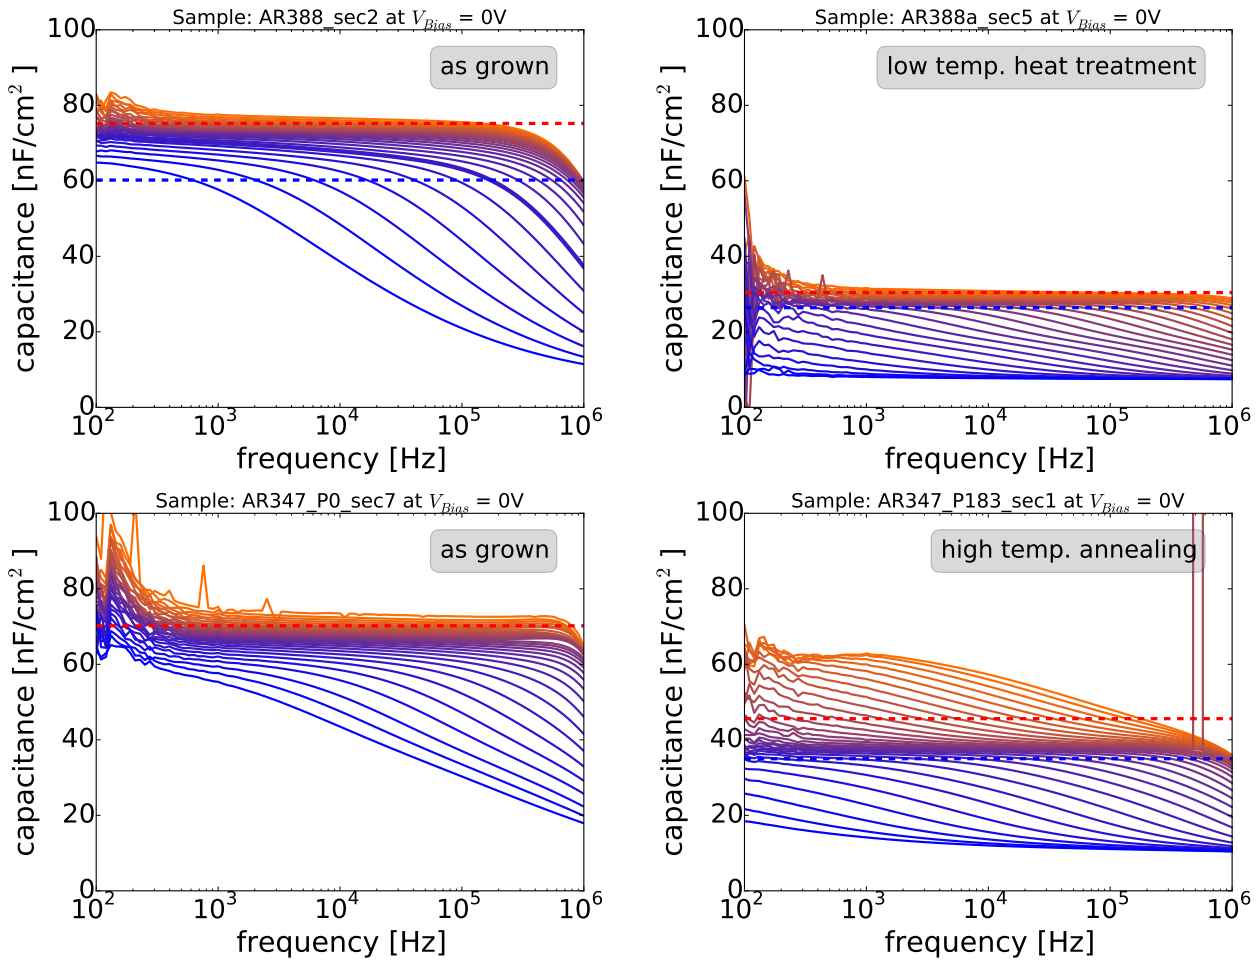 Sample: AR388_sec2 at V_Bias = 0V
as grown
capacitance [nF/cm²]
100
80
60
40
20
0
10² 10³ 10⁴ 10⁵ 10⁶
frequency [Hz]
Sample: AR388a_sec5 at V_Bias = 0V
low temp. heat treatment
capacitance [nF/cm²]
100
80
60
40
20
0
10² 10³ 10⁴ 10⁵ 10⁶
frequency [Hz]
Sample: AR347_P0_sec7 at V_Bias = 0V
as grown
capacitance [nF/cm²]
100
80
60
40
20
0
10² 10³ 10⁴ 10⁵ 10⁶
frequency [Hz]
Sample: AR347_P183_sec1 at V_Bias = 0V
high temp. annealing
capacitance [nF/cm²]
100
80
60
40
20
0
10² 10³ 10⁴ 10⁵ 10⁶
frequency [Hz]